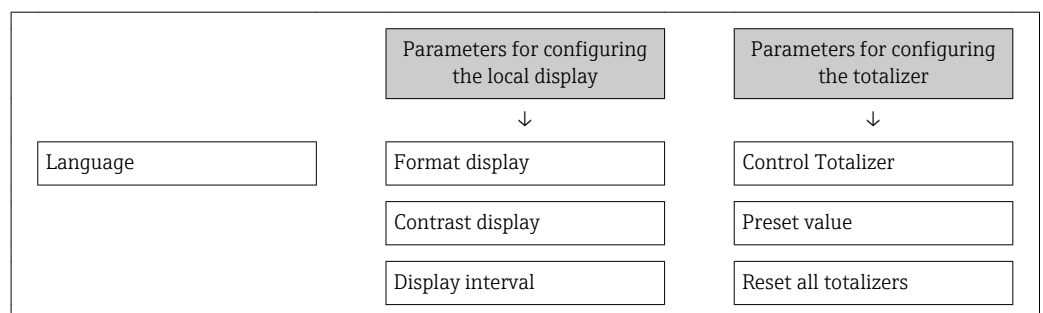 Parameters for configuring
the local display
Parameters for configuring
the totalizer
↓
↓
Language
Format display
Control Totalizer
Contrast display
Preset value
Display interval
Reset all totalizers